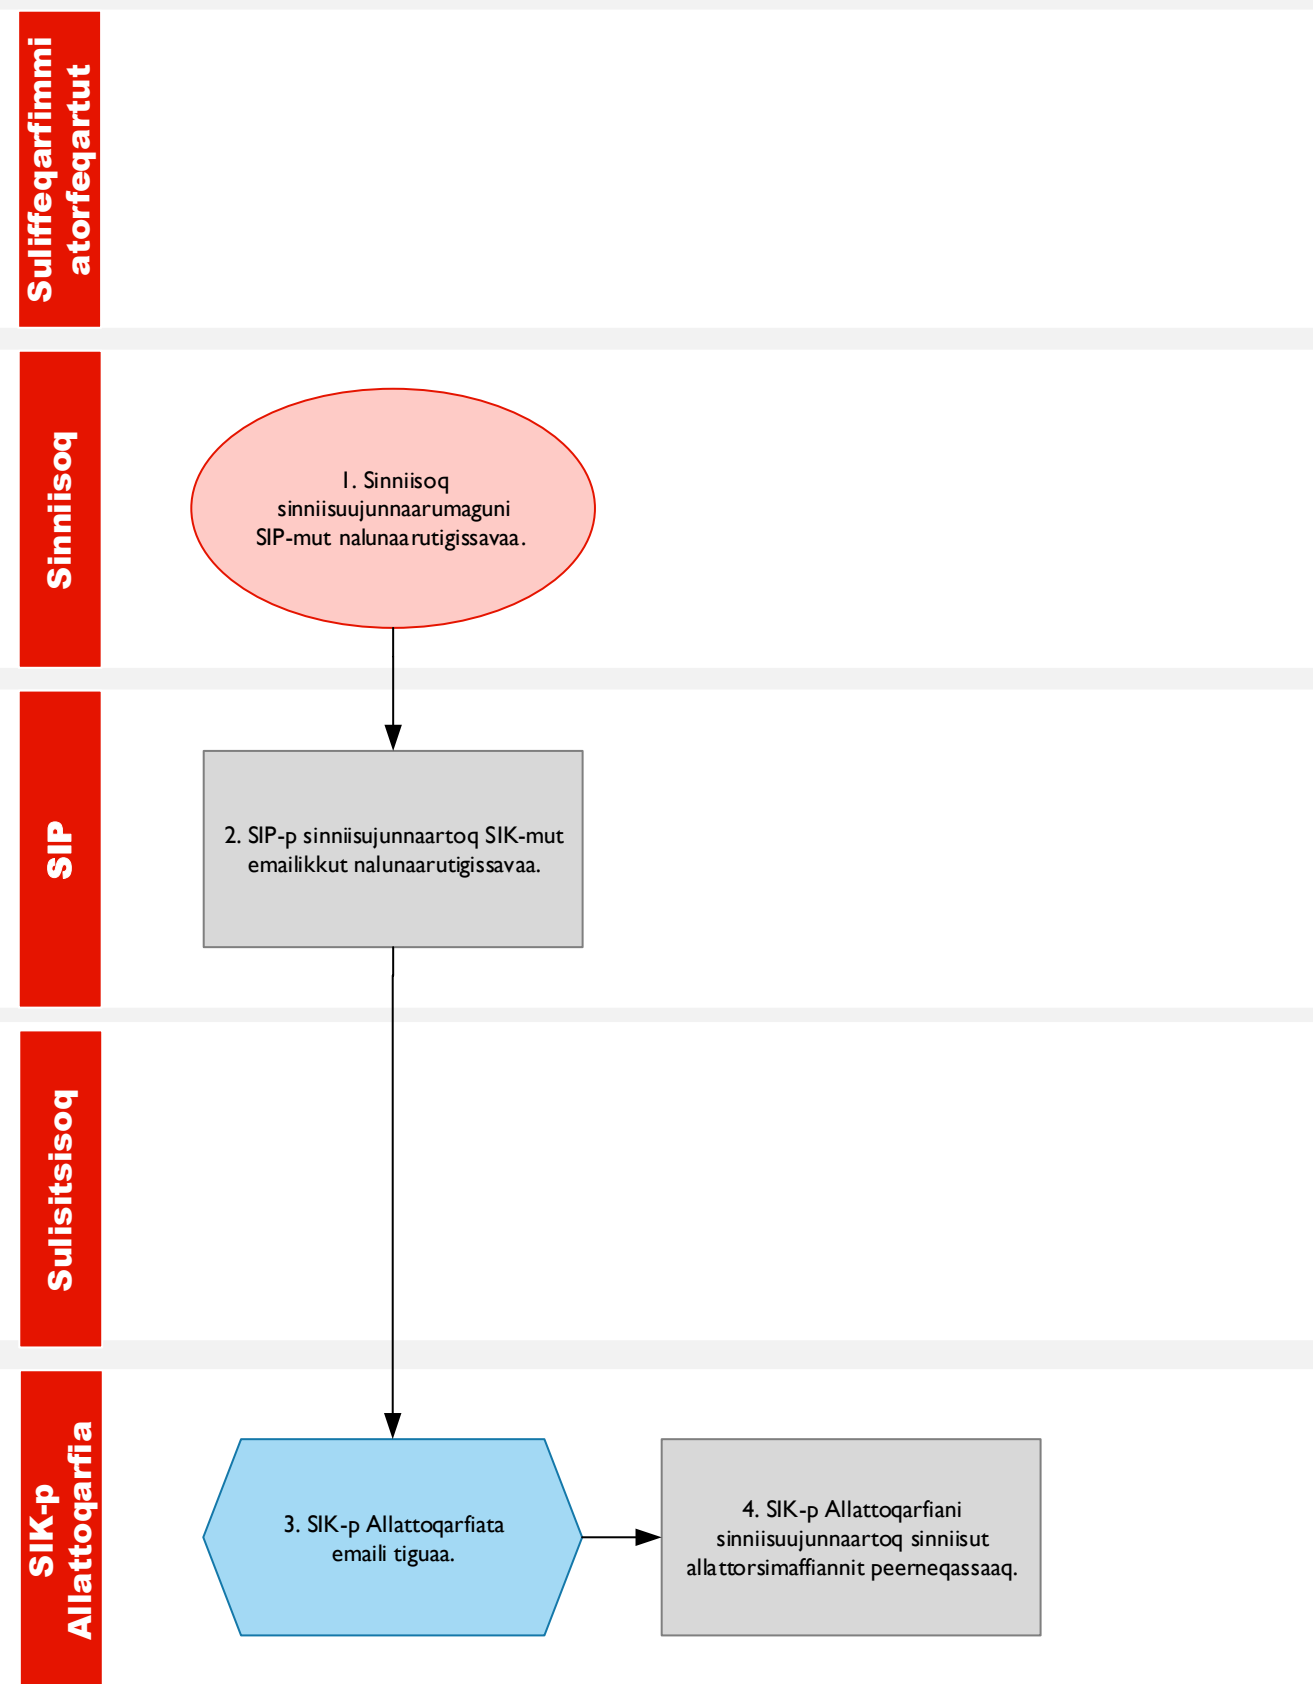 Suliffeqarfimmi
atorfeqartut
Sinniisoq
1. Sinniisoq
sinniisuujunnaarumaguni
SIP-mut nalunaarutigissavaa.
SIP
2. SIP-p sinniisujunnaartoq SIK-mut
emailikkut nalunaarutigissavaa.
Sulisitsisoq
SIK-p
Allattoqarfia
3. SIK-p Allattoqarfiata
emaili tiguaa.
4. SIK-p Allattoqarfiani
sinniisuujunnaartoq sinniisut
allattorsimaffiannit peerneqassaaq.